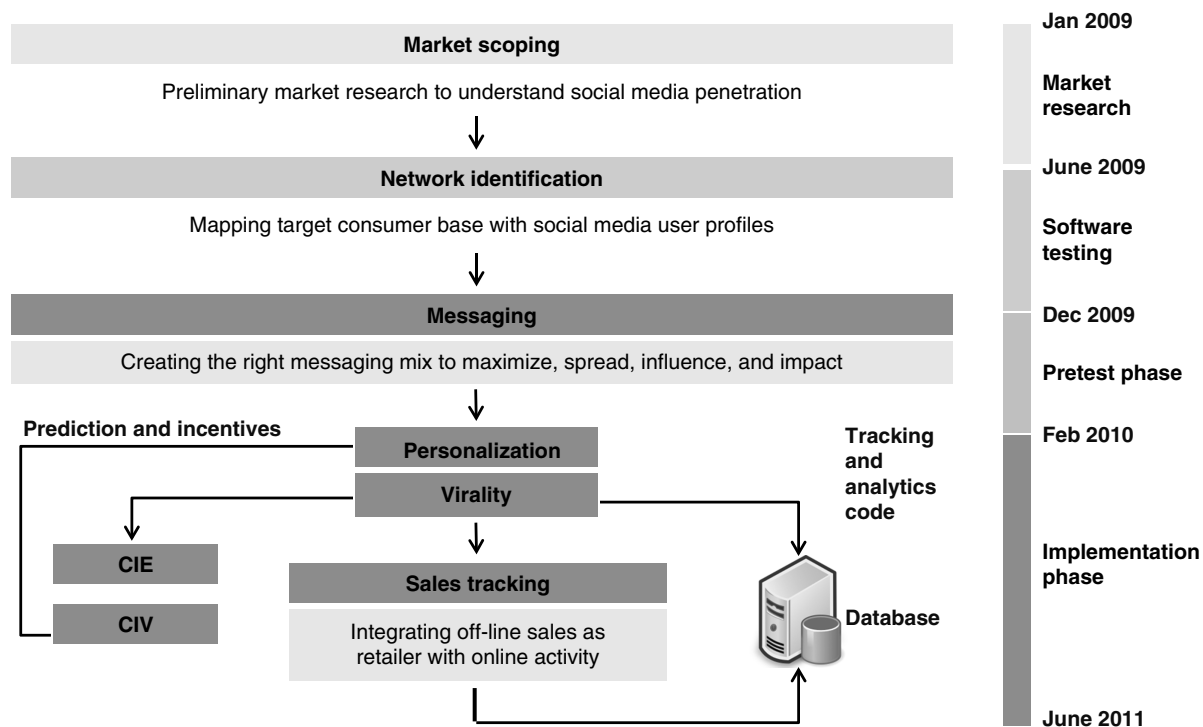 Market scoping
Preliminary market research to understand social media penetration
Network identification
Mapping target consumer base with social media user profiles
Messaging
Creating the right messaging mix to maximize, spread, influence, and impact
Prediction and incentives
Personalization
Virality
Tracking
and
analytics
code
CIE
CIV
Sales tracking
Integrating off-line sales as
retailer with online activity
Database
Jan 2009
Market
research
June 2009
Software
testing
Dec 2009
Pretest phase
Feb 2010
Implementation
phase
June 2011